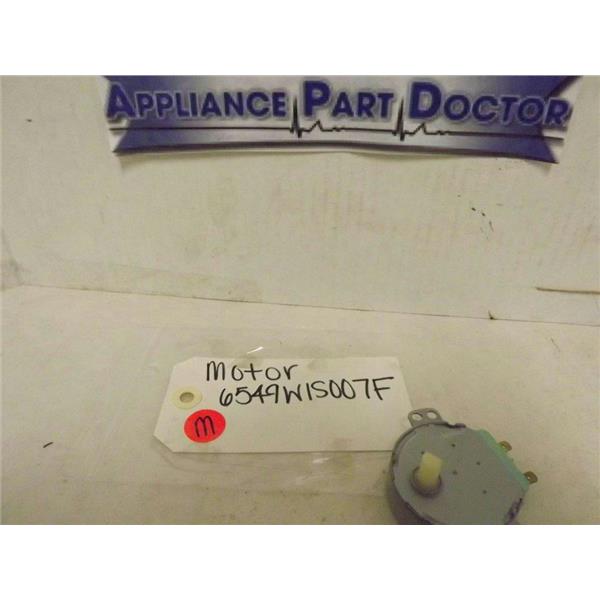 APPLIANCE PART DOCTOR
Motor
6549W1S007F
M